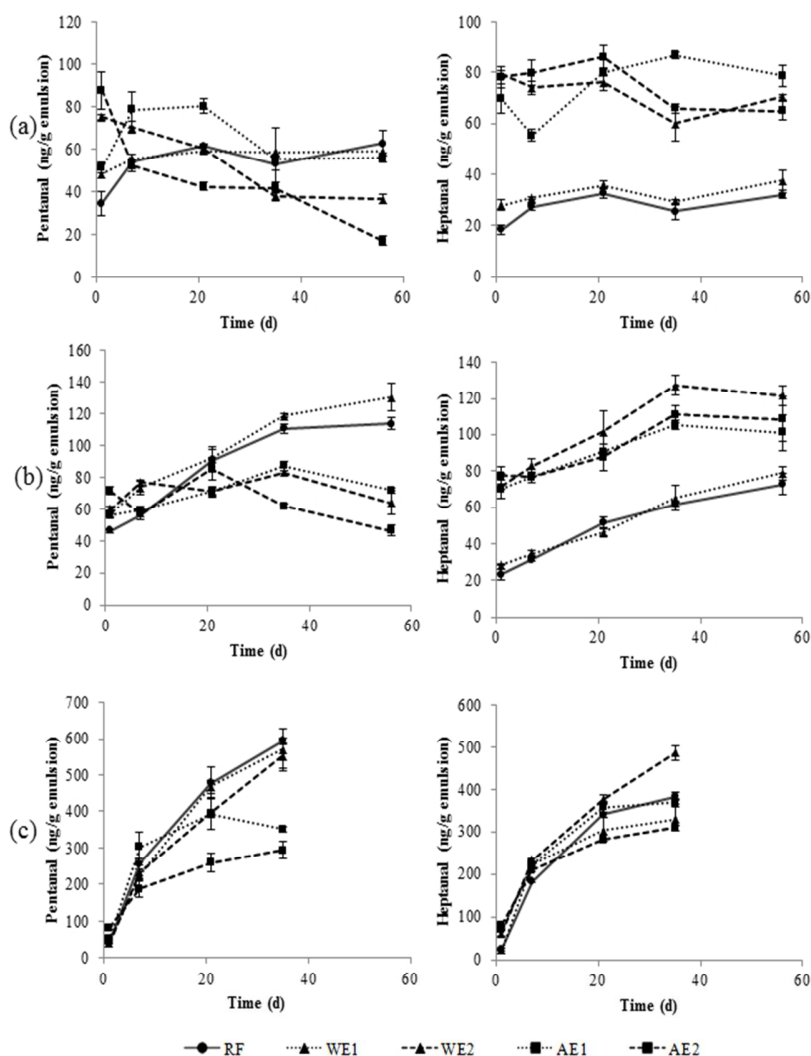 (a)
Pentanal (ng/g emulsion)
120
100
80
60
40
20
0
0 20 40 60
Time (d)
Heptanal (ng/g emulsion)
100
80
60
40
20
0
0 20 40 60
Time (d)
(b)
Pentanal (ng/g emulsion)
160
140
120
100
80
60
40
20
0
0 20 40 60
Time (d)
Heptanal (ng/g emulsion)
140
120
100
80
60
40
20
0
0 20 40 60
Time (d)
(c)
Pentanal (ng/g emulsion)
700
600
500
400
300
200
100
0
0 20 40 60
Time (d)
Heptanal (ng/g emulsion)
600
500
400
300
200
100
0
0 20 40 60
Time (d)
RF WE1 WE2 AE1 AE2